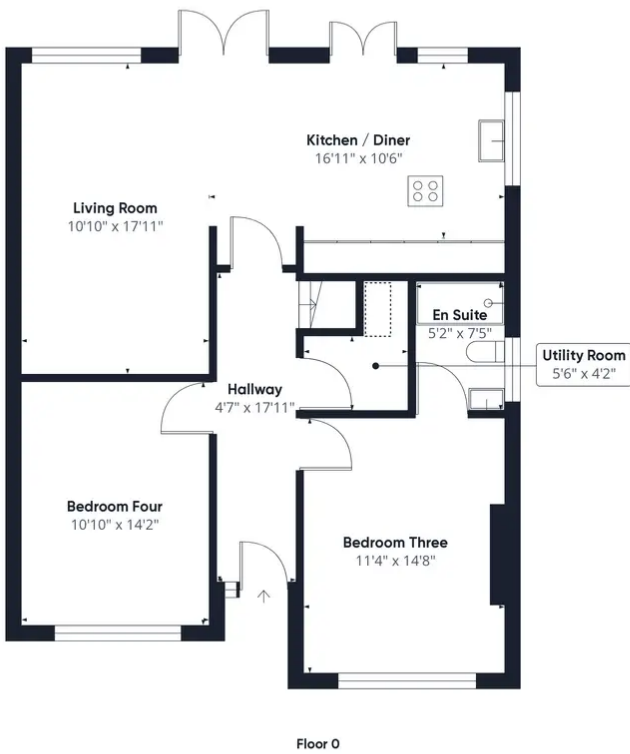 Kitchen / Diner
16'11" x 10'6"
Living Room
10'10" x 17'11"
En Suite
5'2" x 7'5"
Utility Room
5'6" x 4'2"
Hallway
4'7" x 17'11"
Bedroom Four
10'10" x 14'2"
Bedroom Three
11'4" x 14'8"
Floor 0